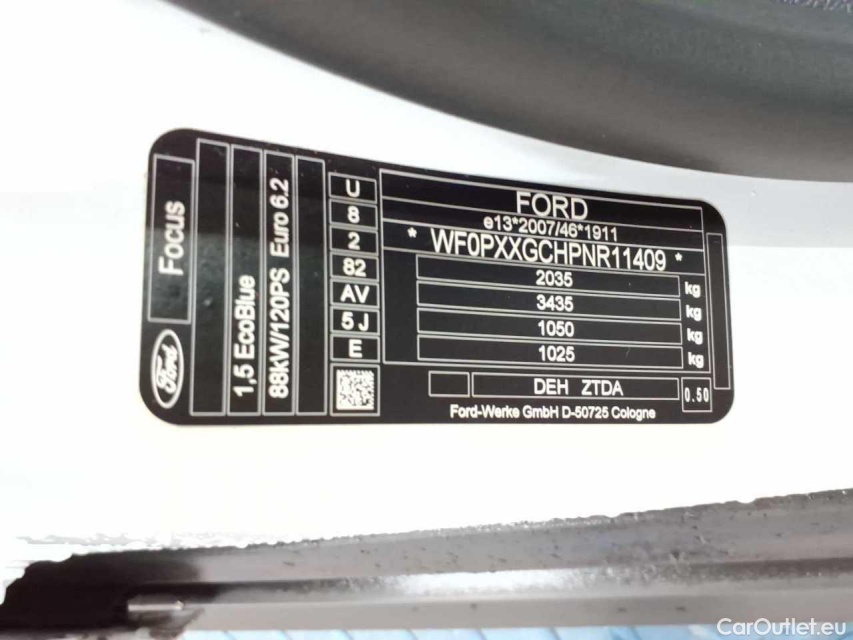 Focus
Ford
1,5 EcoBlue
88kW/120PS Euro 6.2
U
8
2
82
AV
5J
E
FORD
e13*2007/46*1911
* WF0PXXGCHPNR11409 *
2035 kg
3435 kg
1050 kg
1025 kg
DEH ZTDA
0.50
Ford-Werke GmbH D-50725 Cologne
CarOutlet.eu